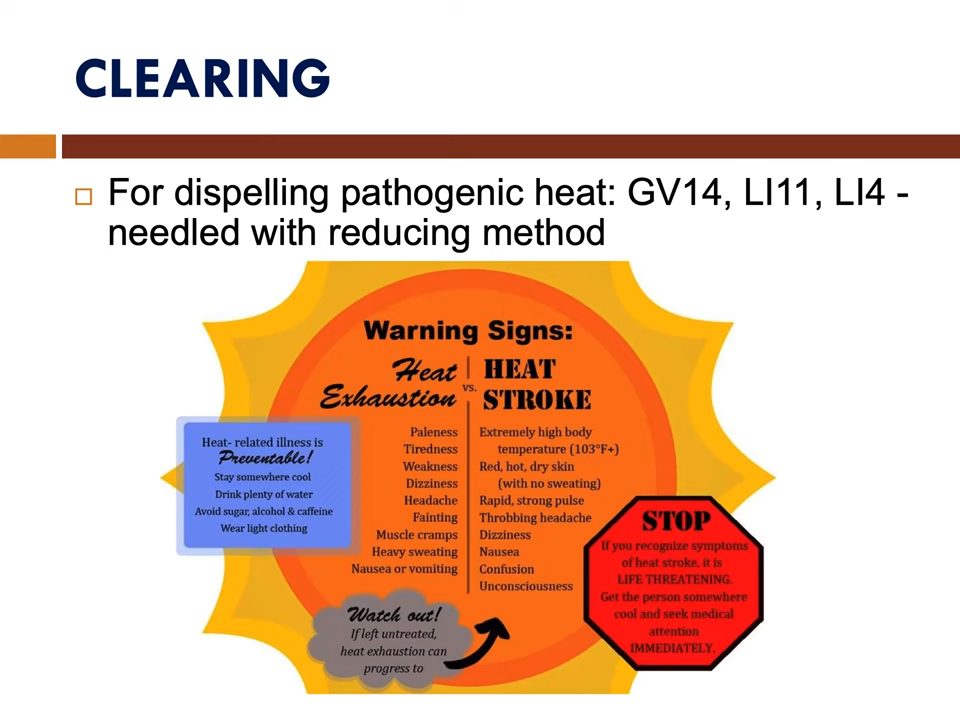 CLEARING
For dispelling pathogenic heat: GV14, LI11, LI4 -
needled with reducing method
Warning Signs:
Heat
Exhaustion
vs.
HEAT
STROKE
Paleness
Tiredness
Weakness
Dizziness
Headache
Fainting
Muscle cramps
Heavy sweating
Nausea or vomiting
Extremely high body
temperature (103°F+)
Red, hot, dry skin
(with no sweating)
Rapid, strong pulse
Throbbing headache
Dizziness
Nausea
Confusion
Unconsciousness
Heat- related illness is
Preventable!
Stay somewhere cool
Drink plenty of water
Avoid sugar, alcohol & caffeine
Wear light clothing
Watch out!
If left untreated,
heat exhaustion can
progress to
STOP
If you recognize symptoms
of heat stroke, it is
LIFE THREATENING.
Get the person somewhere
cool and seek medical
attention
IMMEDIATELY.